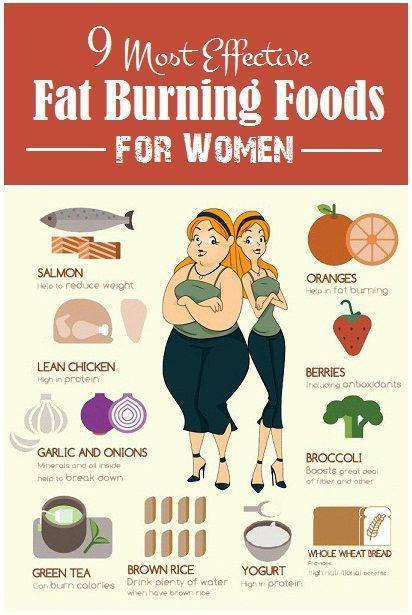 9 Most Effective
Fat Burning Foods
FOR WOMEN
SALMON
Help to reduce weight
ORANGES
Help in fat burning
LEAN CHICKEN
High in protein
BERRIES
Including antioxidants
GARLIC AND ONIONS
Minerals and oil inside
help to break down
BROCCOLI
Boosts great deal
of fiber and other
GREEN TEA
Can burn calories
BROWN RICE
Drink plenty of water
when have brown rice
YOGURT
High in protein
WHOLE WHEAT BREAD
Provides
High nutritional benefits